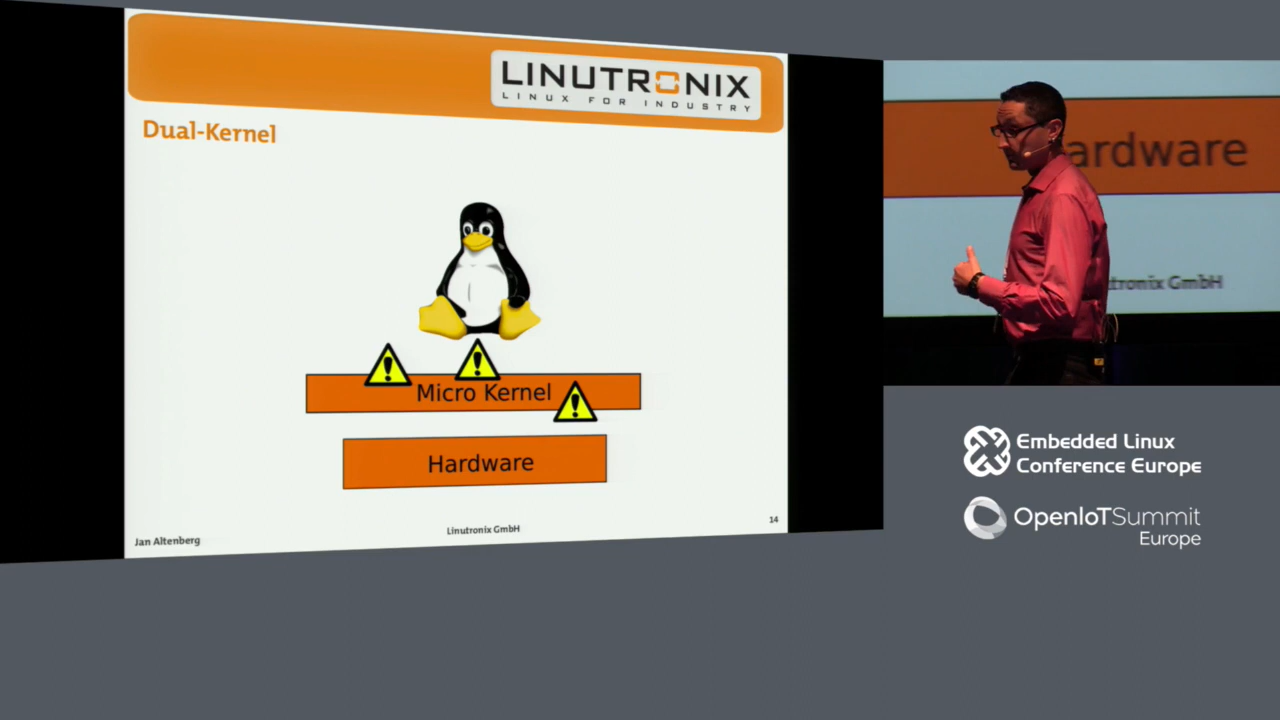 LINUTRONIX
LINUX FOR INDUSTRY
Dual-Kernel
Micro Kernel
Hardware
Jan Altenberg
Linutronix GmbH
14
ardware
tronix GmbH
Embedded Linux
Conference Europe
OpenIoTSummit
Europe